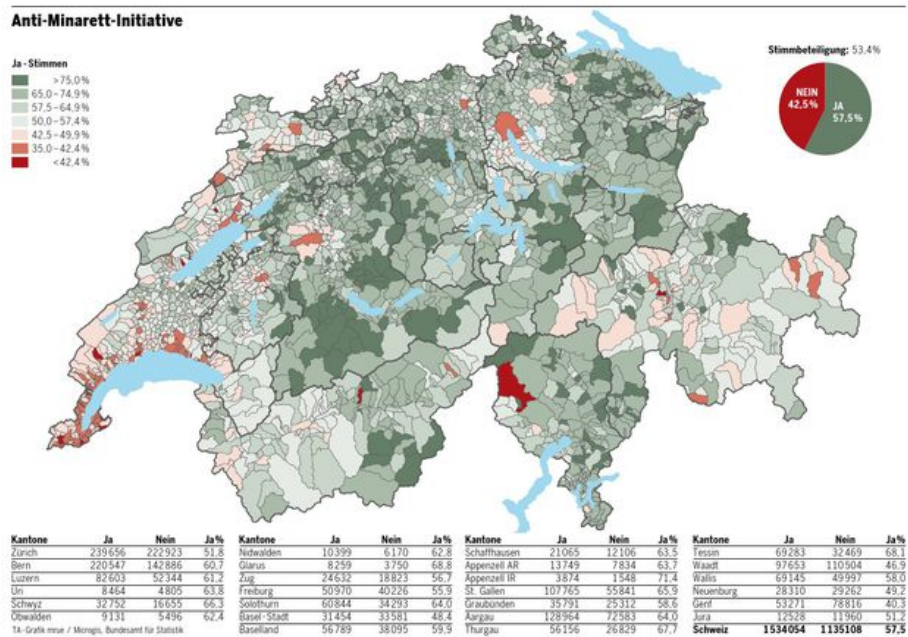 Anti-Minarett-Initiative
Ja - Stimmen
>75,0%
65,0 – 74,9%
57,5 – 64,9%
50,0 – 57,4%
42,5 – 49,9%
35,0 – 42,4%
<42,4%
Stimmbeteiligung: 53,4%
NEIN
42,5%
JA
57,5%
Kantone Ja Nein Ja%
Zürich 239656 222923 51,8
Bern 220547 142886 60,7
Luzern 82603 52344 61,2
Uri 8464 4805 63,8
Schwyz 32752 16655 66,3
Obwalden 9131 5496 62,4
Kantone Ja Nein Ja%
Nidwalden 10399 6170 62,8
Glarus 8259 3750 68,8
Zug 24632 18823 56,7
Freiburg 50970 40226 55,9
Solothurn 60844 34293 64,0
Basel-Stadt 31454 33581 48,4
Baselland 56789 38095 59,9
Kantone Ja Nein Ja%
Schaffhausen 21065 12106 63,5
Appenzell AR 13749 7834 63,7
Appenzell IR 3874 1548 71,4
St. Gallen 107765 55841 65,9
Graubünden 35791 25312 58,6
Aargau 128964 72583 64,0
Thurgau 56156 26829 67,7
Kantone Ja Nein Ja%
Tessin 69283 32469 68,1
Waadt 97653 110504 46,9
Wallis 69145 49997 58,0
Neuenburg 28310 29262 49,2
Genf 53271 78816 40,3
Jura 12528 11960 51,2
Schweiz 1534054 1135108 57,5
TA-Grafik mrue / Microgis, Bundesamt für Statistik